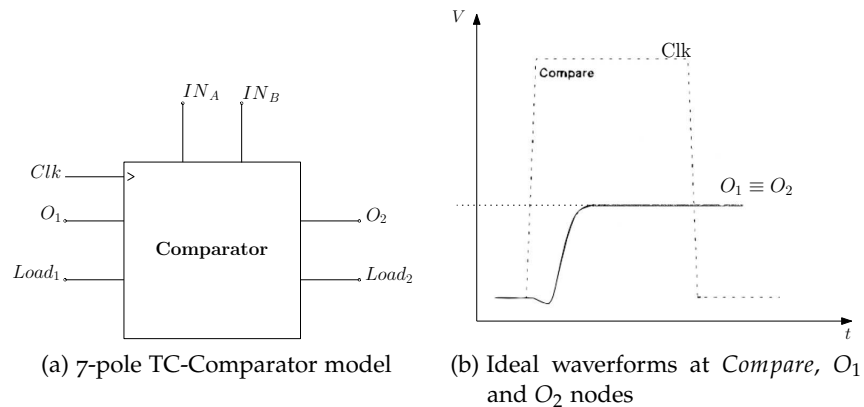 IN_A IN_B
Clk
O_1 O_2
Comparator
Load_1 Load_2
(a) 7-pole TC-Comparator model
V
Clk
Compare
O_1 ≡ O_2
t
(b) Ideal waverforms at Compare, O_1
and O_2 nodes